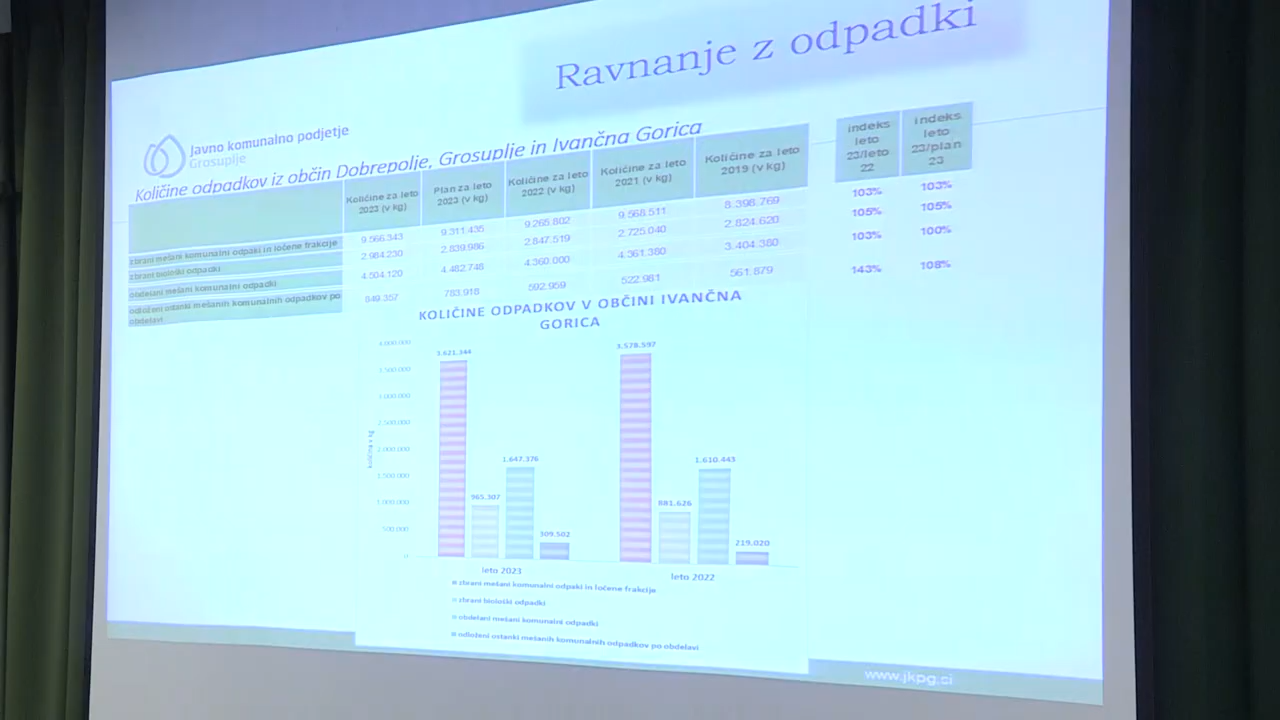 Ravnanje z odpadki
Javno komunalno podjetje
Grosuplje
Količine odpadkov iz občin Dobrepolje, Grosuplje in Ivančna Gorica
Količine za leto 2023 (v kg)
Plan za leto 2023 (v kg)
Količine za leto 2022 (v kg)
Količine za leto 2021 (v kg)
Količine za leto 2019 (v kg)
indeks leto 23/leto 22
indeks leto 23/plan 23
zbrani mešani komunalni odpaki in ločene frakcije 9.566.343 9.311.435 9.265.802 9.568.511 8.398.769 103% 103%
zbrani biološki odpadki 2.984.230 2.839.986 2.847.519 2.725.040 2.824.620 105% 105%
obdelani mešani komunalni odpadki 4.504.120 4.482.748 4.360.000 4.361.380 3.404.380 103% 100%
odloženi ostanki mešanih komunalnih odpadkov po obdelavi 849.357 783.918 592.959 522.981 561.879 143% 108%
KOLIČINE ODPADKOV V OBČINI IVANČNA
GORICA
4.000.000
3.500.000
3.000.000
2.500.000
2.000.000
1.500.000
1.000.000
500.000
0
količina v kg
3.621.344
965.307
1.647.376
309.502
3.578.597
881.626
1.610.443
219.020
leto 2023
leto 2022
zbrani mešani komunalni odpaki in ločene frakcije
zbrani biološki odpadki
obdelani mešani komunalni odpadki
odloženi ostanki mešanih komunalnih odpadkov po obdelavi
www.jkpg.ci